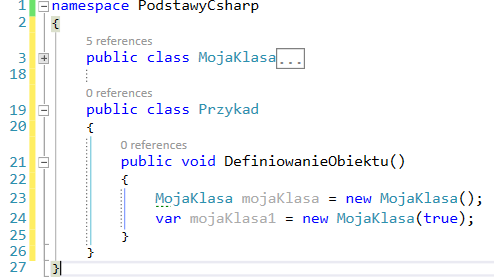 1 namespace PodstawyCsharp
2 {
5 references
3 public class MojaKlasa...
18
0 references
19 public class Przykad
20 {
0 references
21 public void DefiniowanieObiektu()
22 {
23 MojaKlasa mojaKlasa = new MojaKlasa();
24 var mojaKlasa1 = new MojaKlasa(true);
25 }
26 }
27 }